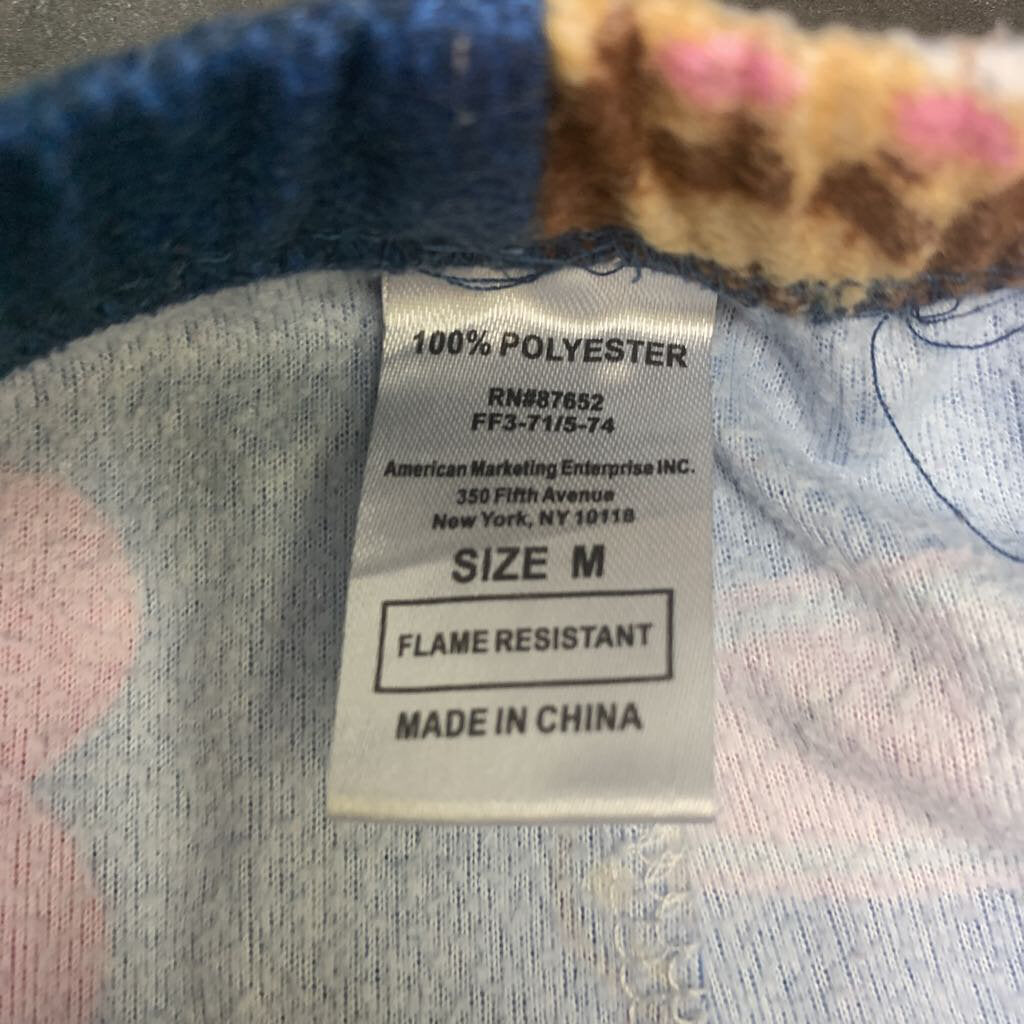 100% POLYESTER
RN#87652
FF3-71/5-74
American Marketing Enterprise INC.
350 Fifth Avenue
New York, NY 10118
SIZE M
FLAME RESISTANT
MADE IN CHINA